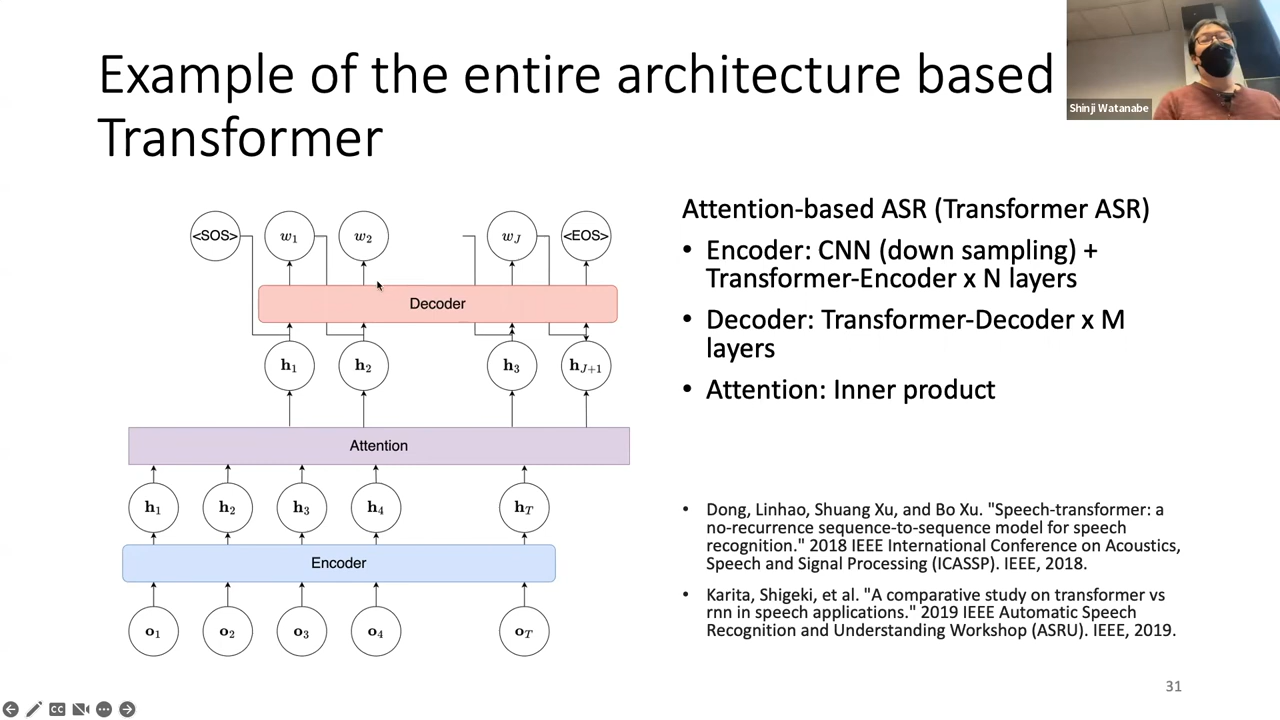 Example of the entire architecture based
Transformer
Shinji Watanabe
<SOS> w1 w2 wJ <EOS>
Decoder
h1 h2 h3 hJ+1
Attention
h1 h2 h3 h4 hT
Encoder
o1 o2 o3 o4 oT
Attention-based ASR (Transformer ASR)
• Encoder: CNN (down sampling) +
Transformer-Encoder x N layers
• Decoder: Transformer-Decoder x M
layers
• Attention: Inner product
• Dong, Linhao, Shuang Xu, and Bo Xu. "Speech-transformer: a
no-recurrence sequence-to-sequence model for speech
recognition." 2018 IEEE International Conference on Acoustics,
Speech and Signal Processing (ICASSP). IEEE, 2018.
• Karita, Shigeki, et al. "A comparative study on transformer vs
rnn in speech applications." 2019 IEEE Automatic Speech
Recognition and Understanding Workshop (ASRU). IEEE, 2019.
31
CC